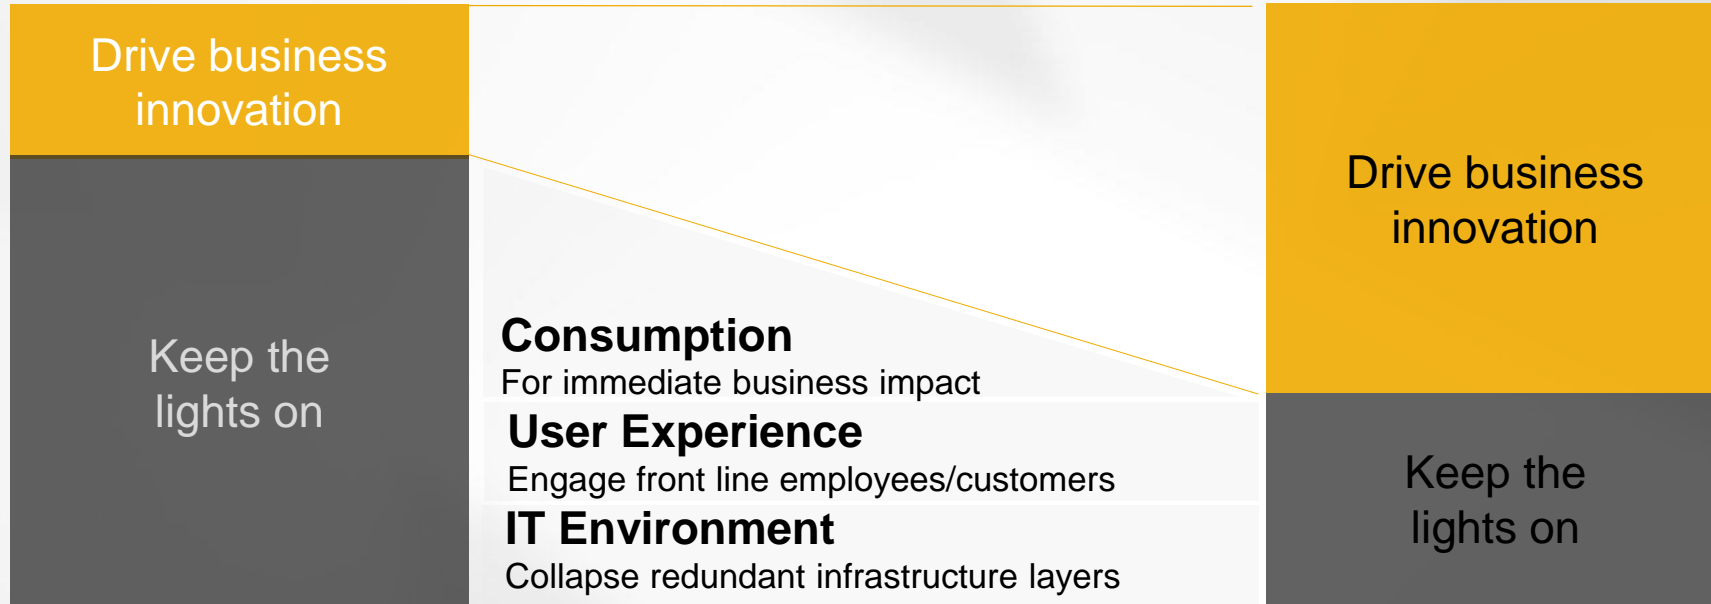 Drive business
innovation
Keep the
lights on
Consumption
For immediate business impact
User Experience
Engage front line employees/customers
IT Environment
Collapse redundant infrastructure layers
Drive business
innovation
Keep the
lights on